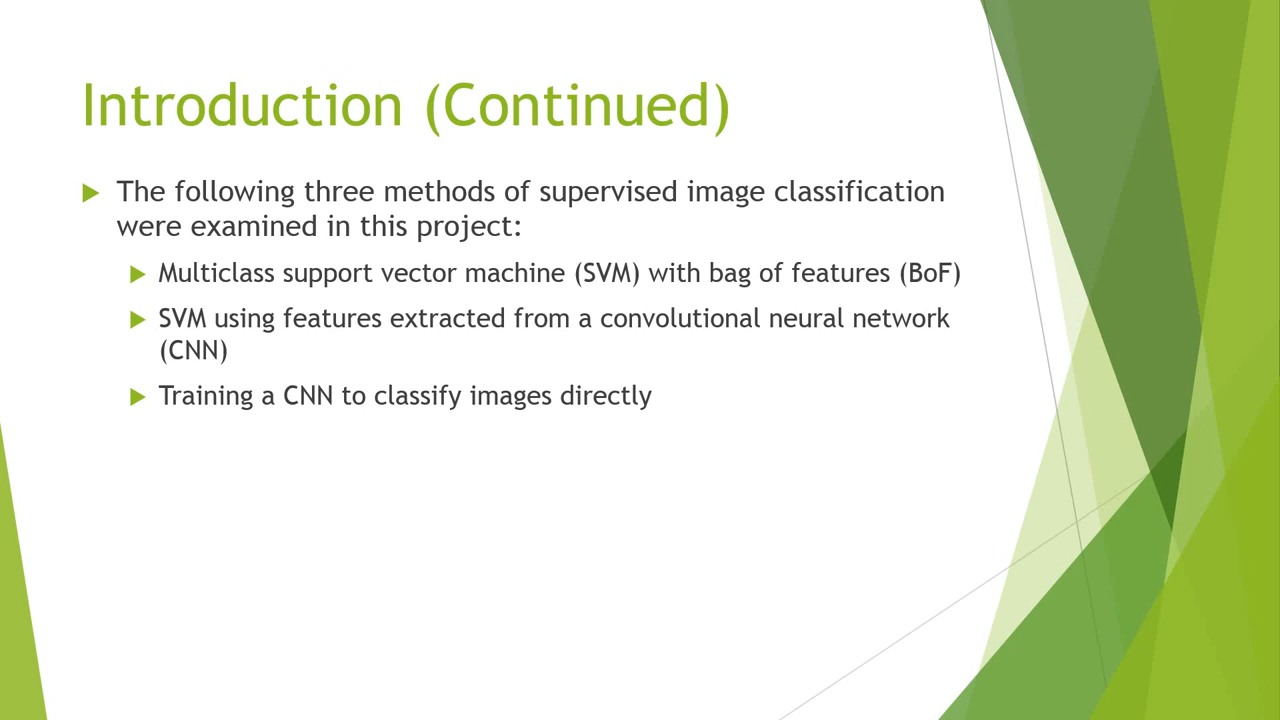 Introduction (Continued)
The following three methods of supervised image classification
were examined in this project:
Multiclass support vector machine (SVM) with bag of features (BoF)
SVM using features extracted from a convolutional neural network
(CNN)
Training a CNN to classify images directly